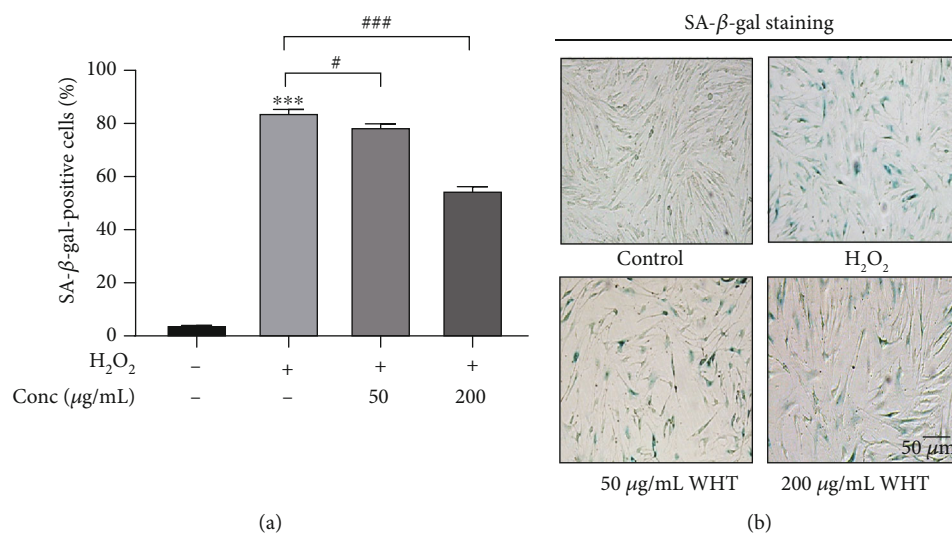 ###
#
***
100
80
60
40
20
0
SA-β-gal-positive cells (%)
H₂O₂ – + + +
Conc (μg/mL) – – 50 200
(a)
SA-β-gal staining
Control H₂O₂
50 μm
50 μg/mL WHT 200 μg/mL WHT
(b)